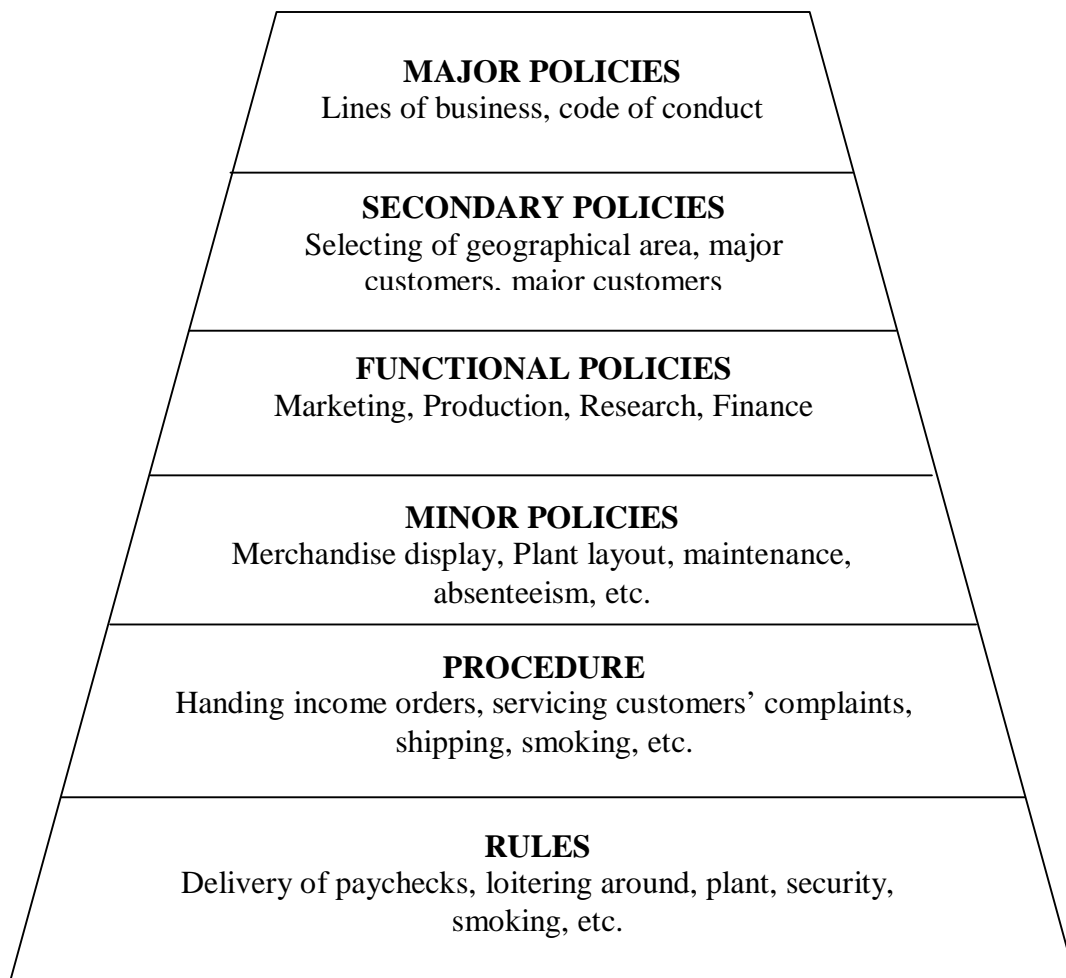 MAJOR POLICIES
Lines of business, code of conduct
SECONDARY POLICIES
Selecting of geographical area, major
customers, major customers
FUNCTIONAL POLICIES
Marketing, Production, Research, Finance
MINOR POLICIES
Merchandise display, Plant layout, maintenance,
absenteeism, etc.
PROCEDURE
Handing income orders, servicing customers’ complaints,
shipping, smoking, etc.
RULES
Delivery of paychecks, loitering around, plant, security,
smoking, etc.